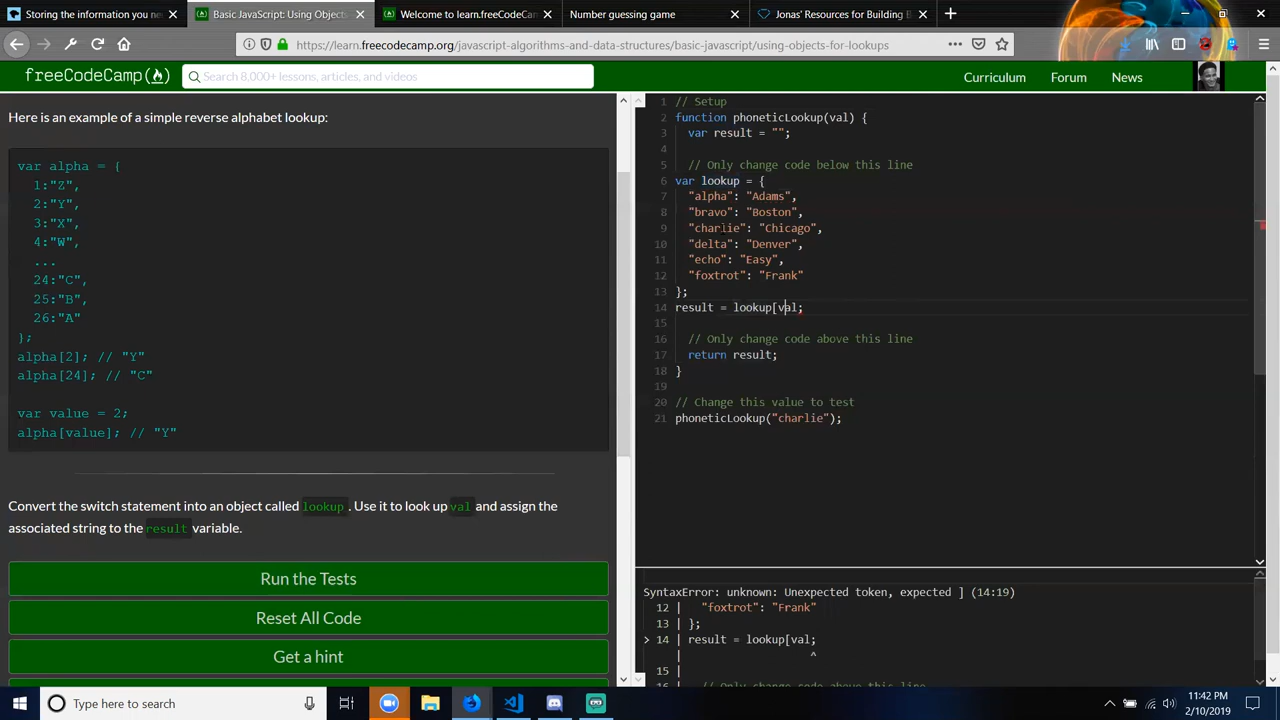 Storing the information you n
Basic JavaScript: Using Objects
Welcome to learn.freeCodeCam
Number guessing game
Jonas' Resources for Building B
https://learn.freecodecamp.org/javascript-algorithms-and-data-structures/basic-javascript/using-objects-for-lookups
freeCodeCamp
Search 8,000+ lessons, articles, and videos
Curriculum
Forum
News
Here is an example of a simple reverse alphabet lookup:
var alpha = {
1:"Z",
2:"Y",
3:"X",
4:"W",
...
24:"C",
25:"B",
26:"A"
};
alpha[2]; // "Y"
alpha[24]; // "C"
var value = 2;
alpha[value]; // "Y"
Convert the switch statement into an object called lookup . Use it to look up val and assign the
associated string to the result variable.
Run the Tests
Reset All Code
Get a hint
1 // Setup
2 function phoneticLookup(val) {
3 var result = "";
4
5 // Only change code below this line
6 var lookup = {
7 "alpha": "Adams",
8 "bravo": "Boston",
9 "charlie": "Chicago",
10 "delta": "Denver",
11 "echo": "Easy",
12 "foxtrot": "Frank"
13 };
14 result = lookup[val;
15
16 // Only change code above this line
17 return result;
18 }
19
20 // Change this value to test
21 phoneticLookup("charlie");
SyntaxError: unknown: Unexpected token, expected ] (14:19)
12 | "foxtrot": "Frank"
13 | };
> 14 | result = lookup[val;
| ^
15 |
16 | // Only change code above this line
Type here to search
11:42 PM
2/10/2019